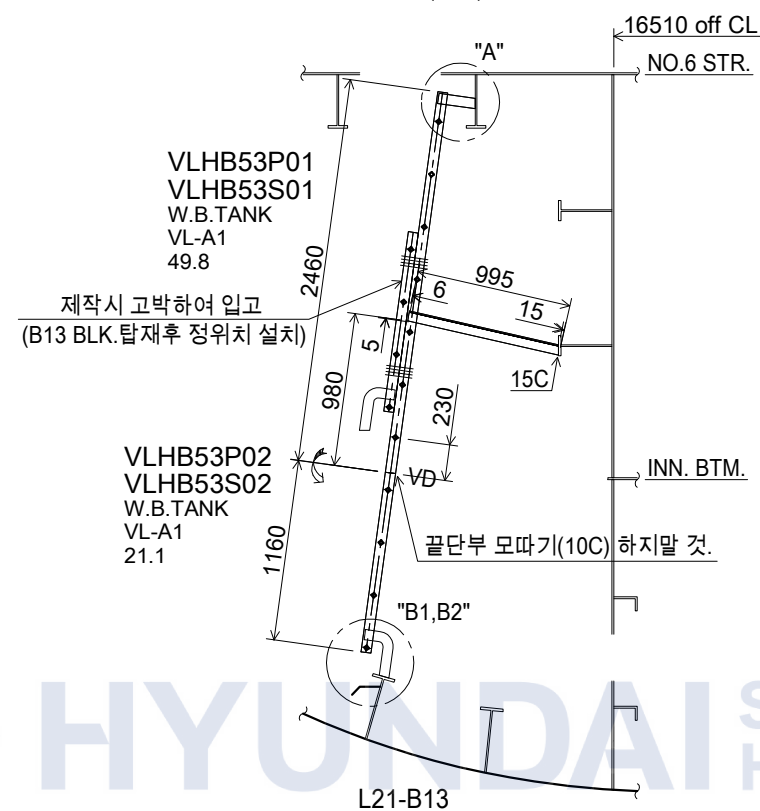 16510 off CL
"A"
NO.6 STR.
VLHB53P01
VLHB53S01
W.B.TANK
VL-A1
49.8
2460
995
6
15
제작시 고박하여 입고
(B13 BLK.탑재후 정위치 설치)
5
15C
980
230
VLHB53P02
VLHB53S02
W.B.TANK
VL-A1
21.1
VD
INN. BTM.
1160
끝단부 모따기(10C) 하지말 것.
"B1,B2"
HYUNDAI
L21-B13